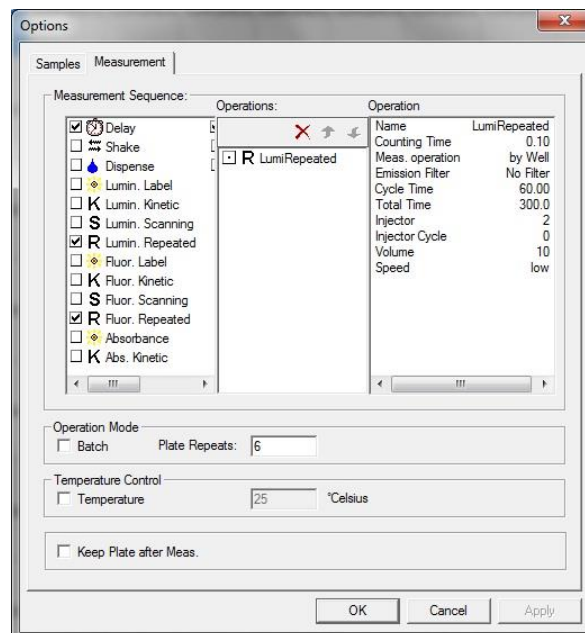 Options
Samples
Measurement
Measurement Sequence:
Operations:
Operation
Delay
Shake
Dispense
Lumin. Label
K Lumin. Kinetic
S Lumin. Scanning
R Lumin. Repeated
Fluor. Label
K Fluor. Kinetic
S Fluor. Scanning
R Fluor. Repeated
Absorbance
K Abs. Kinetic
R LumiRepeated
Name LumiRepeated
Counting Time 0.10
Meas. operation by Well
Emission Filter No Filter
Cycle Time 60.00
Total Time 300.0
Injector 2
Injector Cycle 0
Volume 10
Speed low
Operation Mode
Batch Plate Repeats: 6
Temperature Control
Temperature 25 °Celsius
Keep Plate after Meas.
OK Cancel Apply